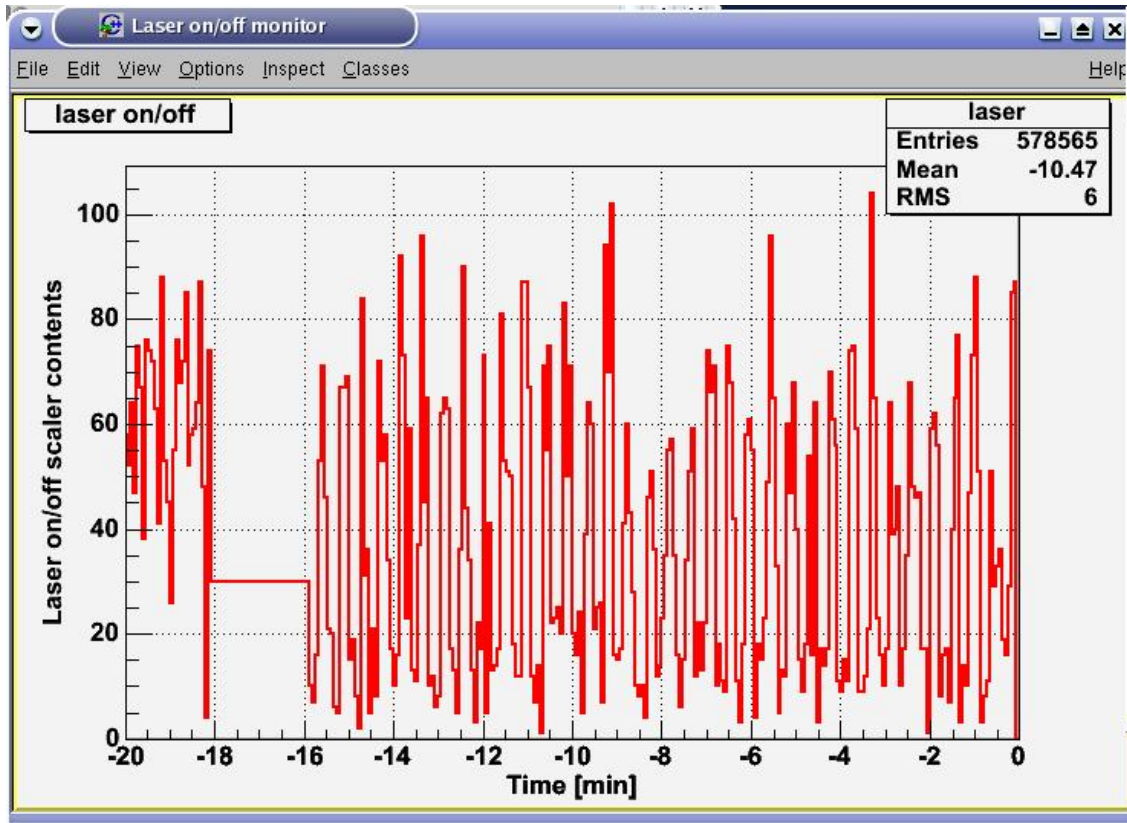 Laser on/off monitor
File Edit View Options Inspect Classes Help
laser on/off
laser
Entries 578565
Mean -10.47
RMS 6
Laser on/off scaler contents
100
80
60
40
20
0
-20 -18 -16 -14 -12 -10 -8 -6 -4 -2 0
Time [min]